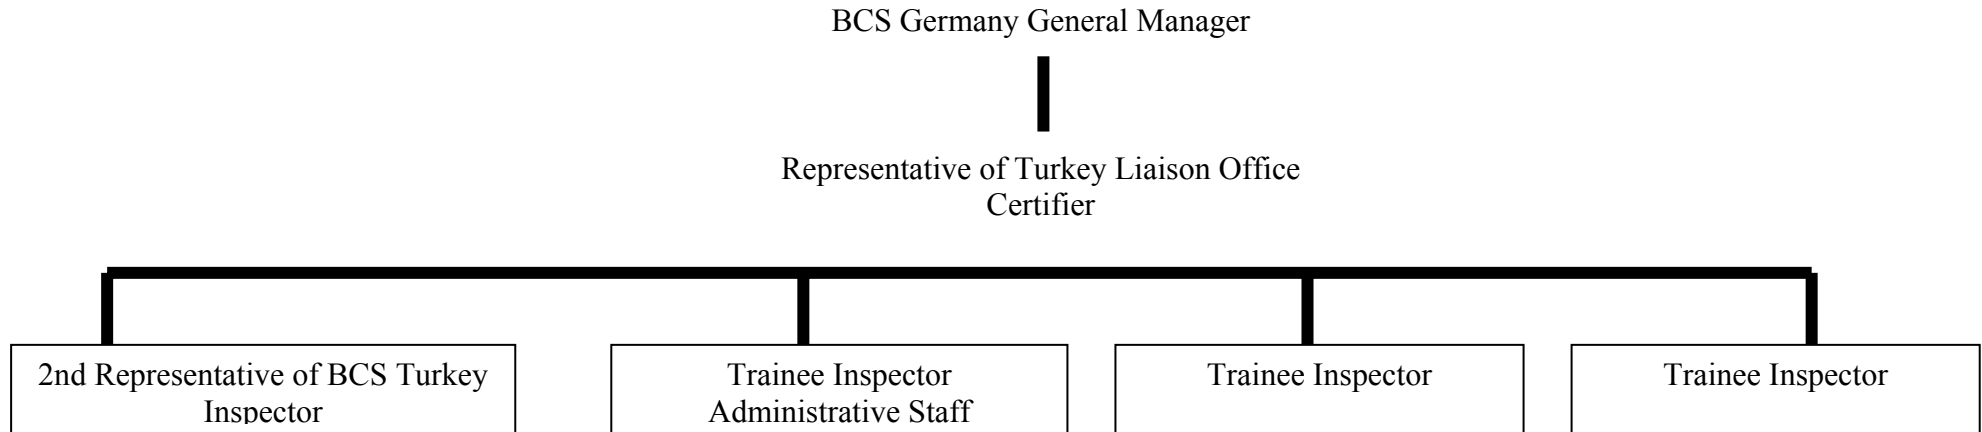 BCS Germany General Manager
Representative of Turkey Liaison Office
Certifier
2nd Representative of BCS Turkey
Inspector
Trainee Inspector
Administrative Staff
Trainee Inspector
Trainee Inspector